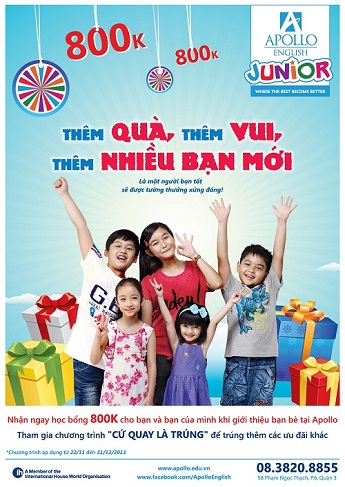 800K
800K
APOLLO
ENGLISH
JUNIOR
WHERE THE BEST BECOME BETTER
THÊM QUÀ, THÊM VUI,
THÊM NHIỀU BẠN MỚI
Là một người bạn tốt
sẽ được tưởng thưởng xứng đáng!
Nhận ngay học bổng 800K cho bạn và bạn của mình khi giới thiệu bạn bè tại Apollo
Tham gia chương trình "CỨ QUAY LÀ TRÚNG" để trúng thêm các ưu đãi khác
*Chương trình áp dụng từ 22/11 đến 31/12/2013
ih
A Member of the
International House World Organisation
www.apollo.edu.vn
www.facebook.com/ApolloEnglish
08.3820.8855
58 Phạm Ngọc Thạch, P6, Quận 3